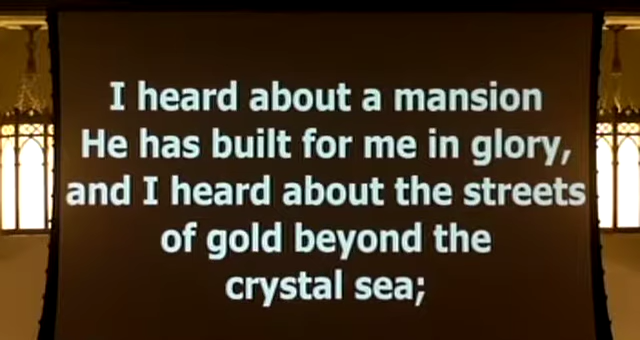 I heard about a mansion
He has built for me in glory,
and I heard about the streets
of gold beyond the
crystal sea;